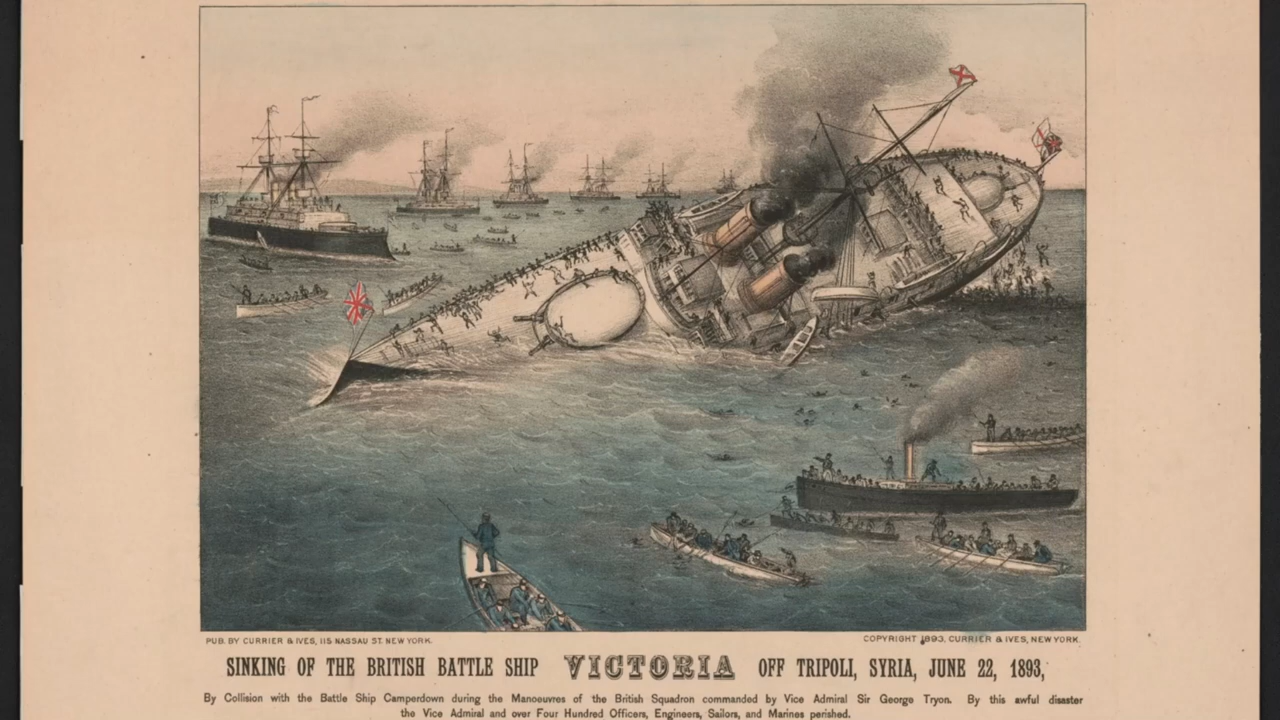 PUB. BY CURRIER & IVES, 115 NASSAU ST. NEW YORK.
COPYRIGHT 1893, CURRIER & IVES, NEW YORK.
SINKING OF THE BRITISH BATTLE SHIP VICTORIA OFF TRIPOLI, SYRIA, JUNE 22, 1893,
By Collision with the Battle Ship Camperdown during the Manoeuvres of the British Squadron commanded by Vice Admiral Sir George Tryon. By this awful disaster
the Vice Admiral and over Four Hundred Officers, Engineers, Sailors, and Marines perished.